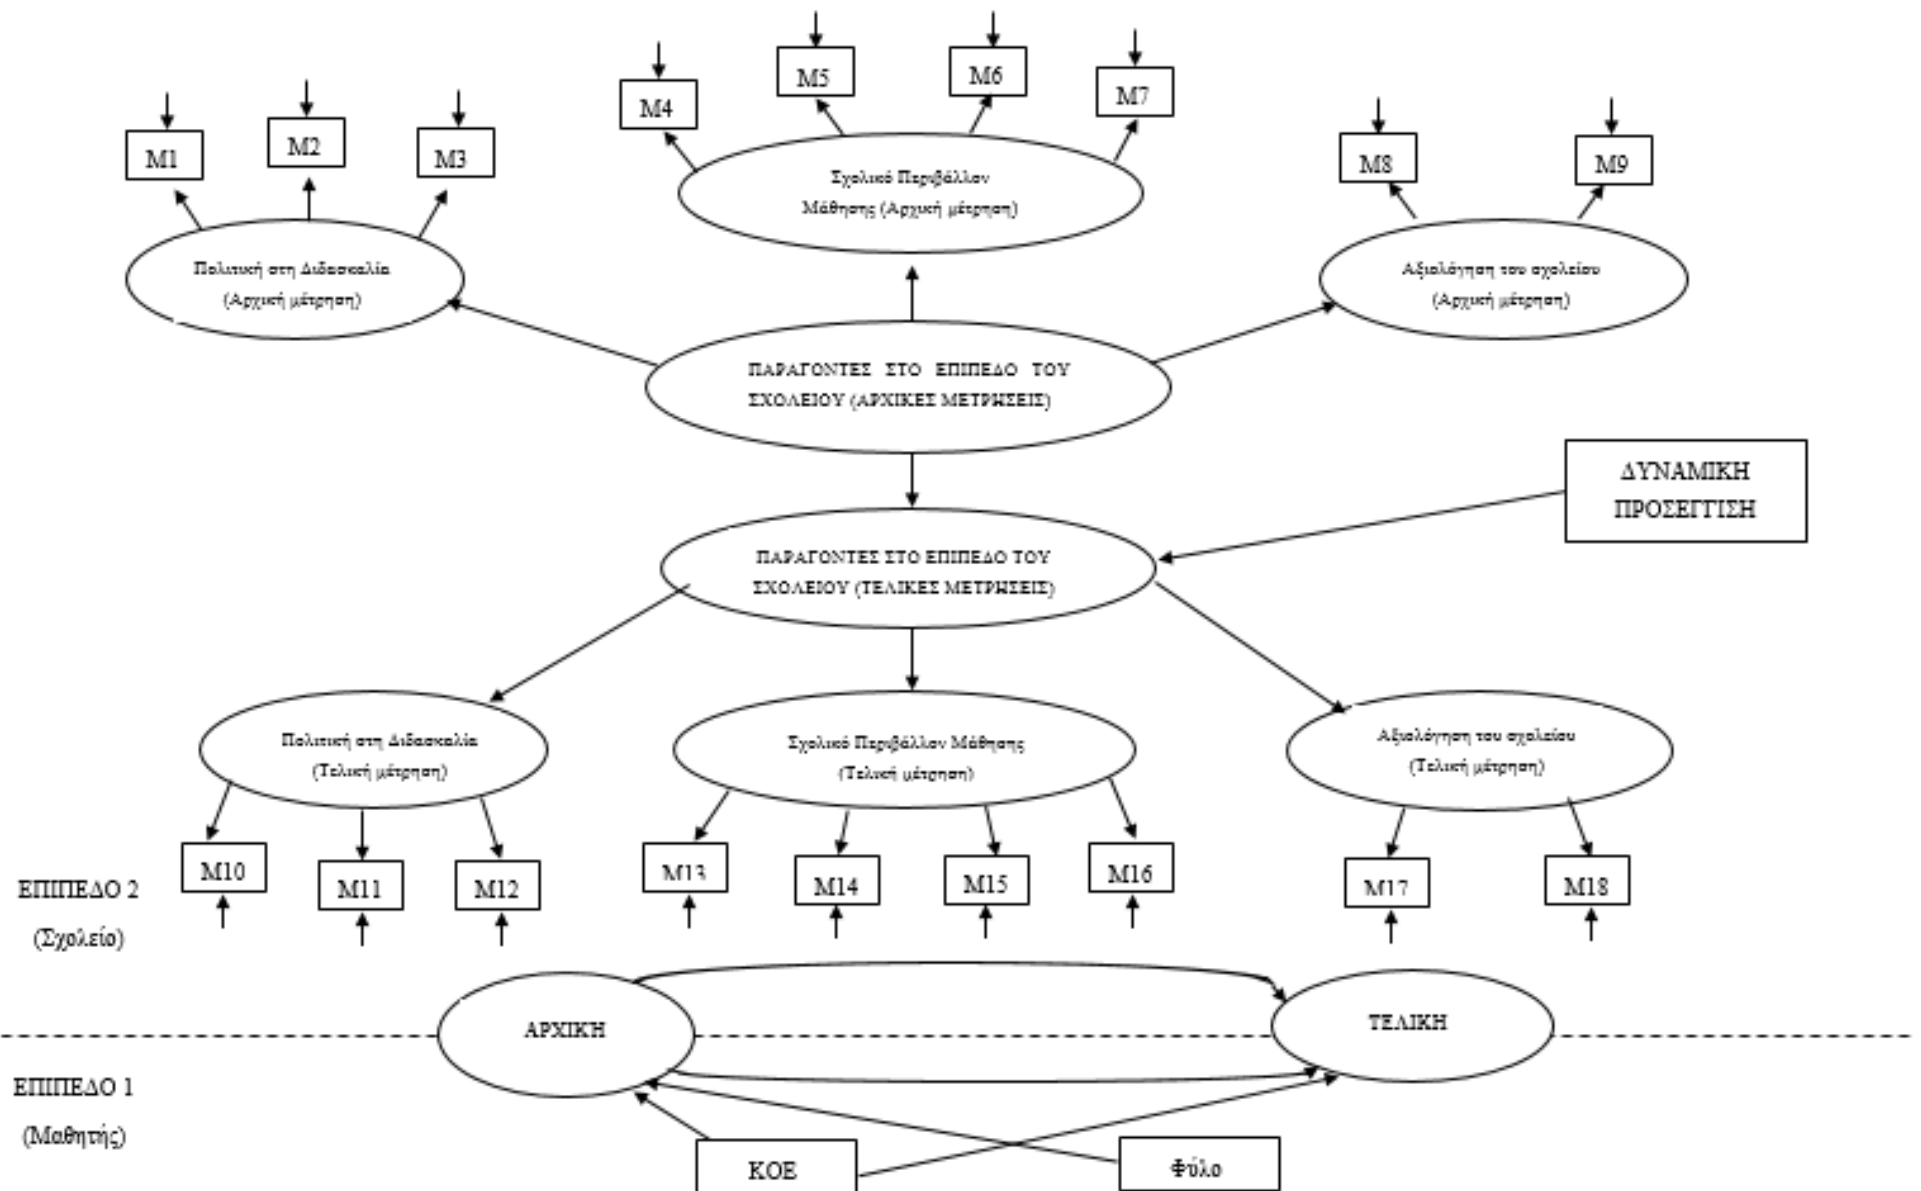 M5
M6
M7
M4
M2
M1
M3
M8
M9
Σχολικό Περιβάλλον
Μάθησης (Αρχική μέτρηση)
Πολιτική στη Διδασκαλία
(Αρχική μέτρηση)
Αξιολόγηση του σχολείου
(Αρχική μέτρηση)
ΠΑΡΑΓΟΝΤΕΣ ΣΤΟ ΕΠΙΠΕΔΟ ΤΟΥ
ΣΧΟΛΕΙΟΥ (ΑΡΧΙΚΕΣ ΜΕΤΡΗΣΕΙΣ)
ΔΥΝΑΜΙΚΗ
ΠΡΟΣΕΓΓΙΣΗ
ΠΑΡΑΓΟΝΤΕΣ ΣΤΟ ΕΠΙΠΕΔΟ ΤΟΥ
ΣΧΟΛΕΙΟΥ (ΤΕΛΙΚΕΣ ΜΕΤΡΗΣΕΙΣ)
Πολιτική στη Διδασκαλία
(Τελική μέτρηση)
Σχολικό Περιβάλλον Μάθησης
(Τελική μέτρηση)
Αξιολόγηση του σχολείου
(Τελική μέτρηση)
M10
M11
M12
M13
M14
M15
M16
M17
M18
ΕΠΙΠΕΔΟ 2
(Σχολείο)
ΑΡΧΙΚΗ
ΤΕΛΙΚΗ
ΕΠΙΠΕΔΟ 1
(Μαθητής)
ΚΟΕ
Φύλο